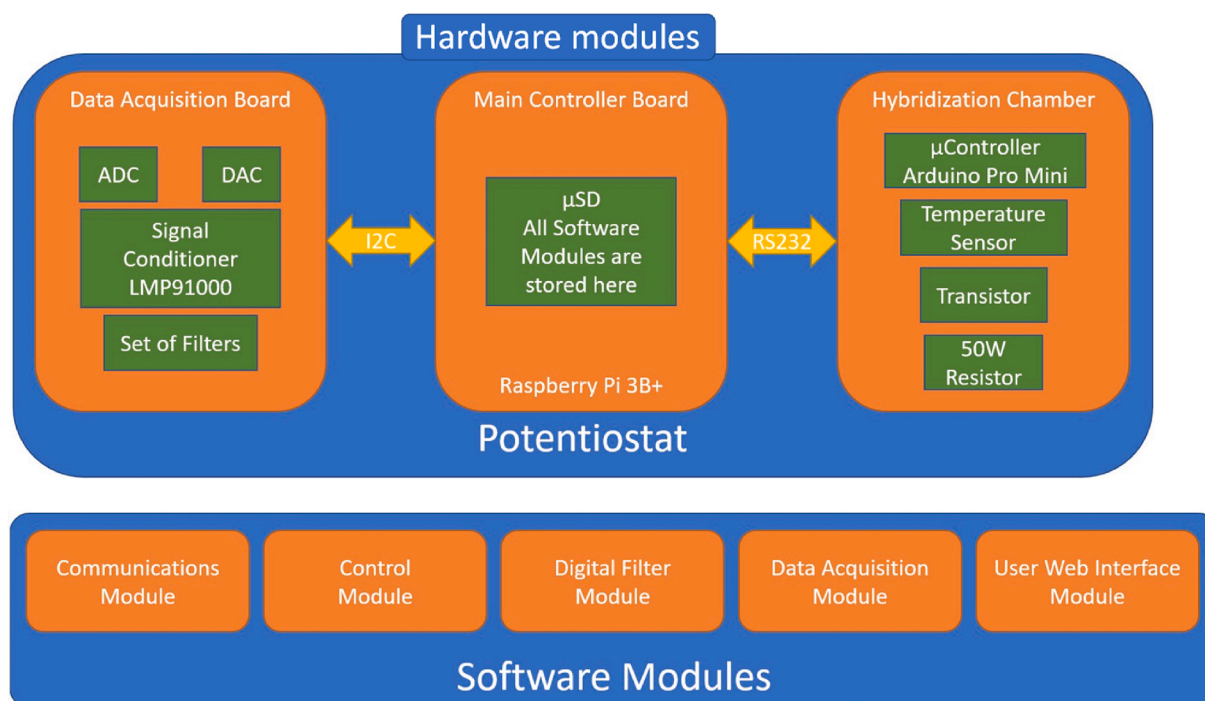 Hardware modules
Data Acquisition Board
ADC
DAC
Signal
Conditioner
LMP91000
Set of Filters
I2C
Main Controller Board
µSD
All Software
Modules are
stored here
Raspberry Pi 3B+
RS232
Hybridization Chamber
µController
Arduino Pro Mini
Temperature
Sensor
Transistor
50W
Resistor
Potentiostat
Communications
Module
Control
Module
Digital Filter
Module
Data Acquisition
Module
User Web Interface
Module
Software Modules